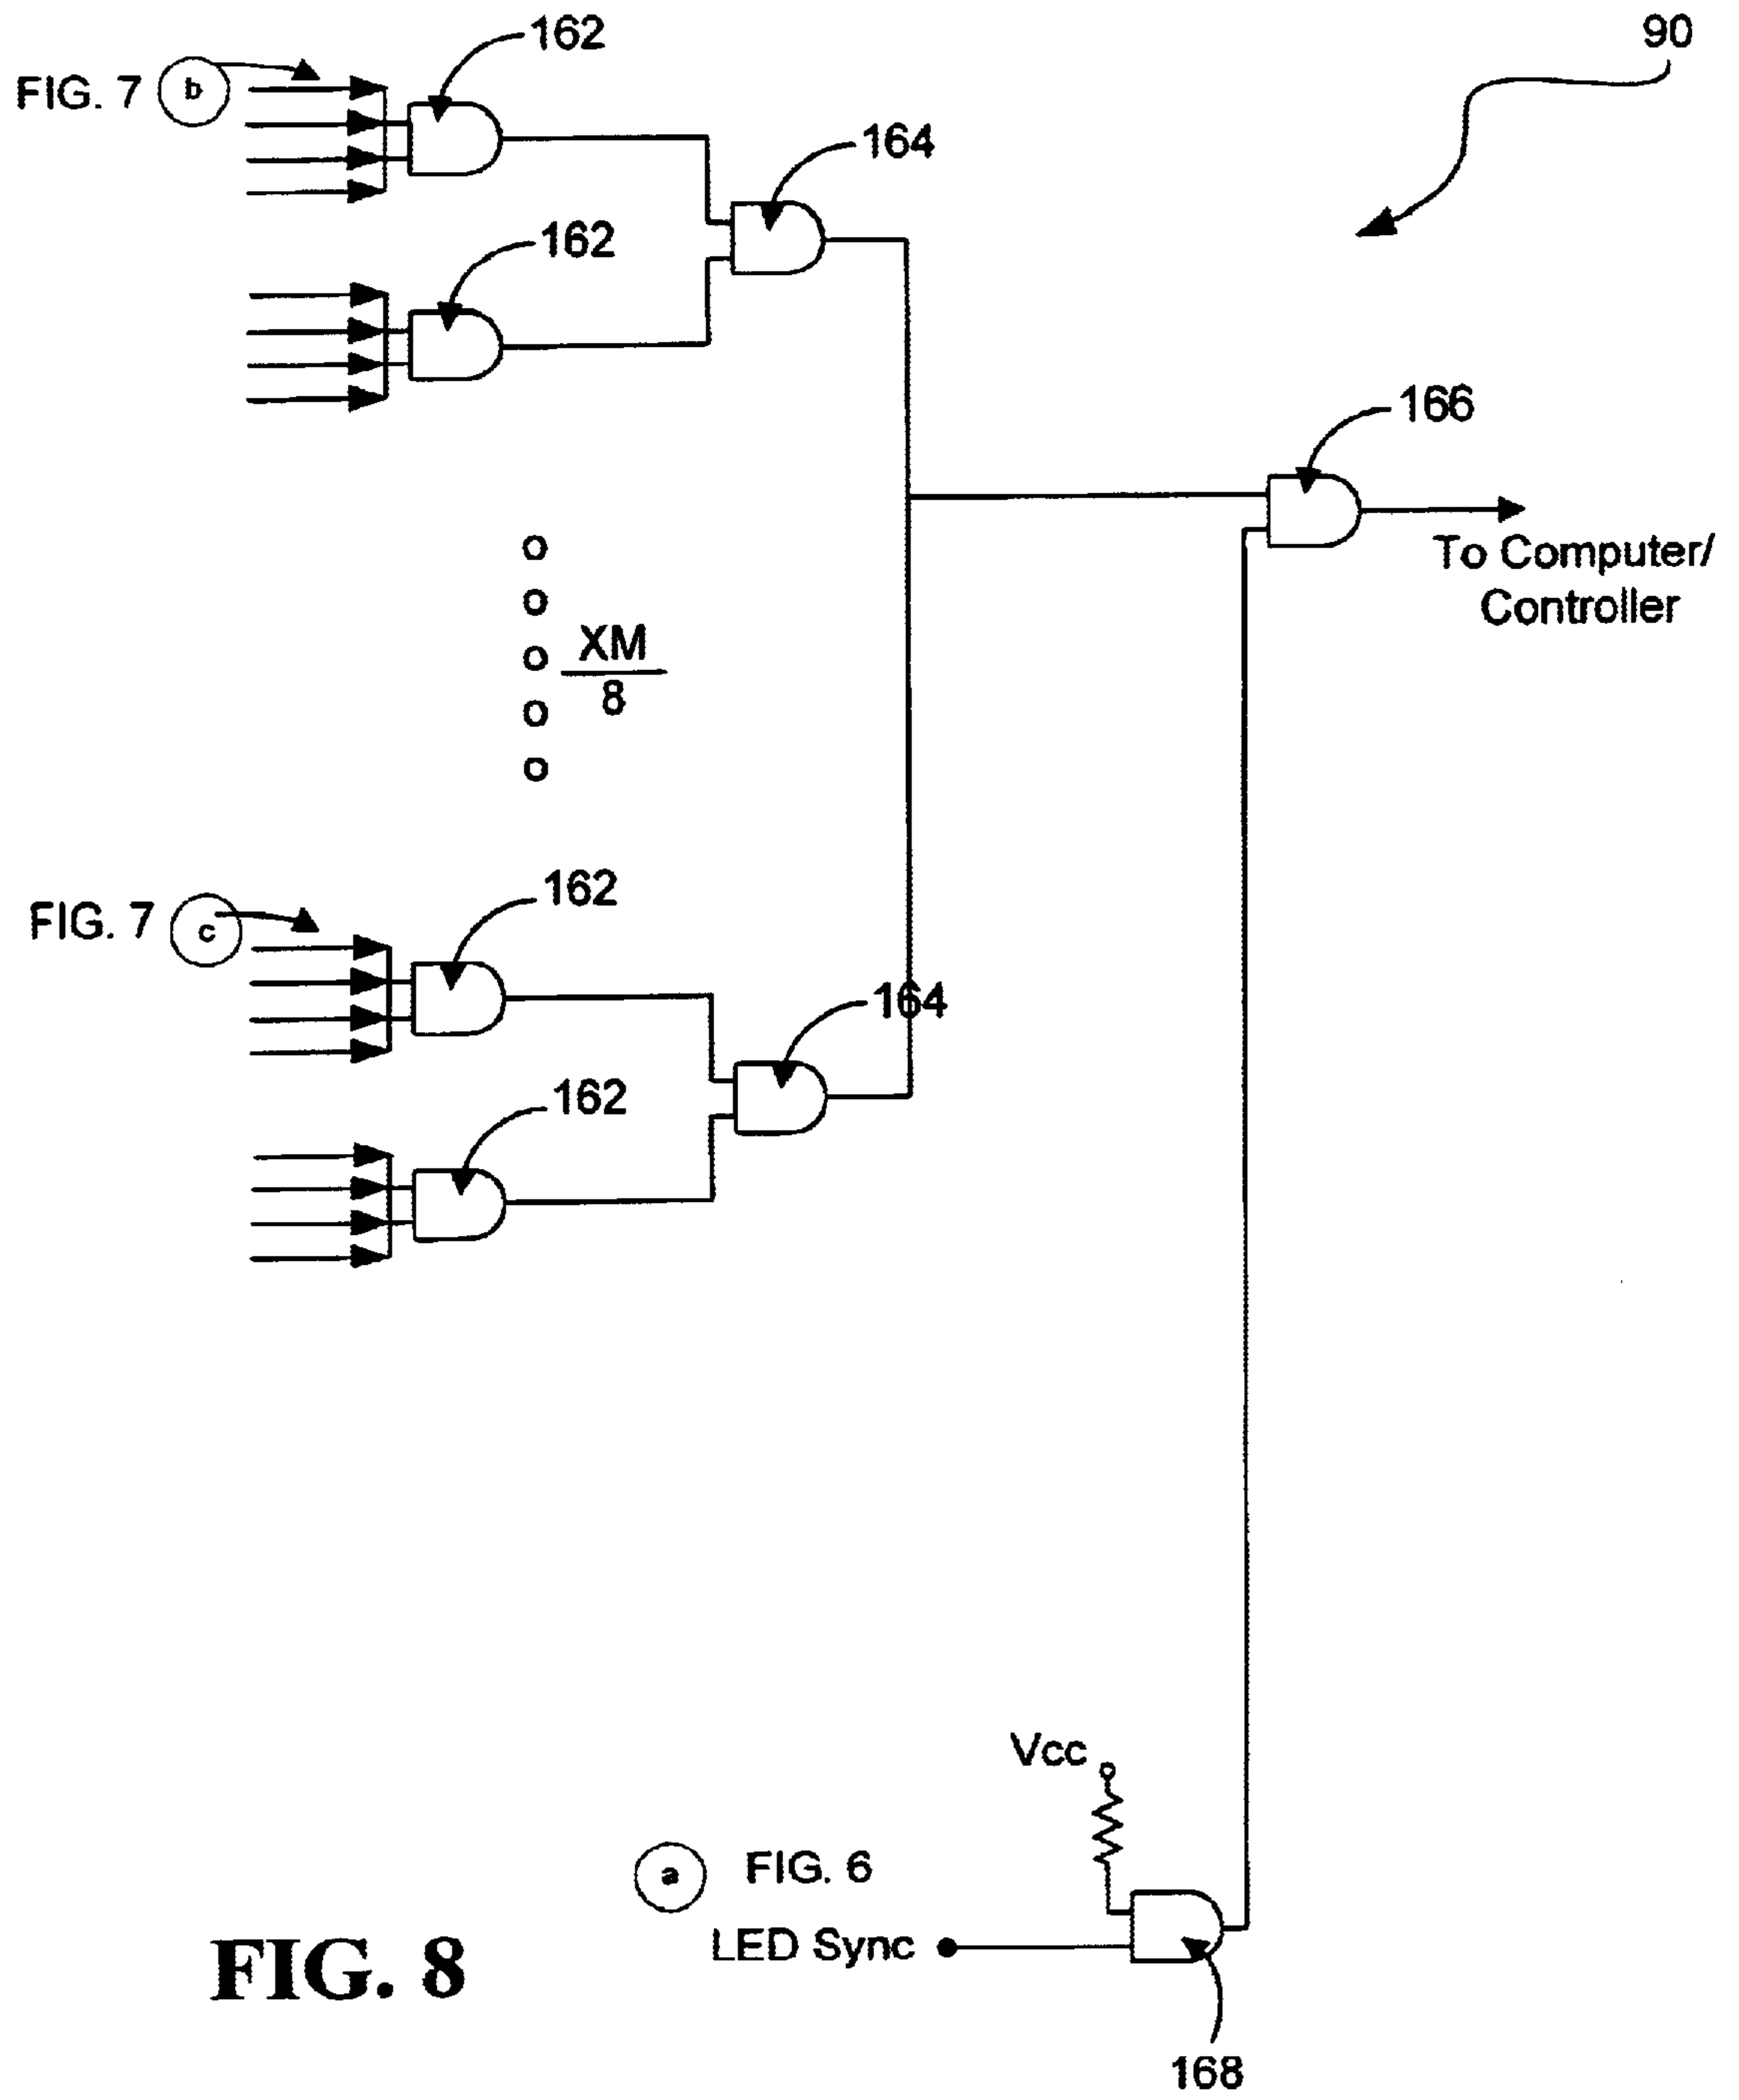 162
90
FIG. 7 b
164
162
166
To Computer/
Controller
XM
8
162
FIG. 7 c
164
162
Vcc
a FIG. 6
LED Sync
FIG. 8
168